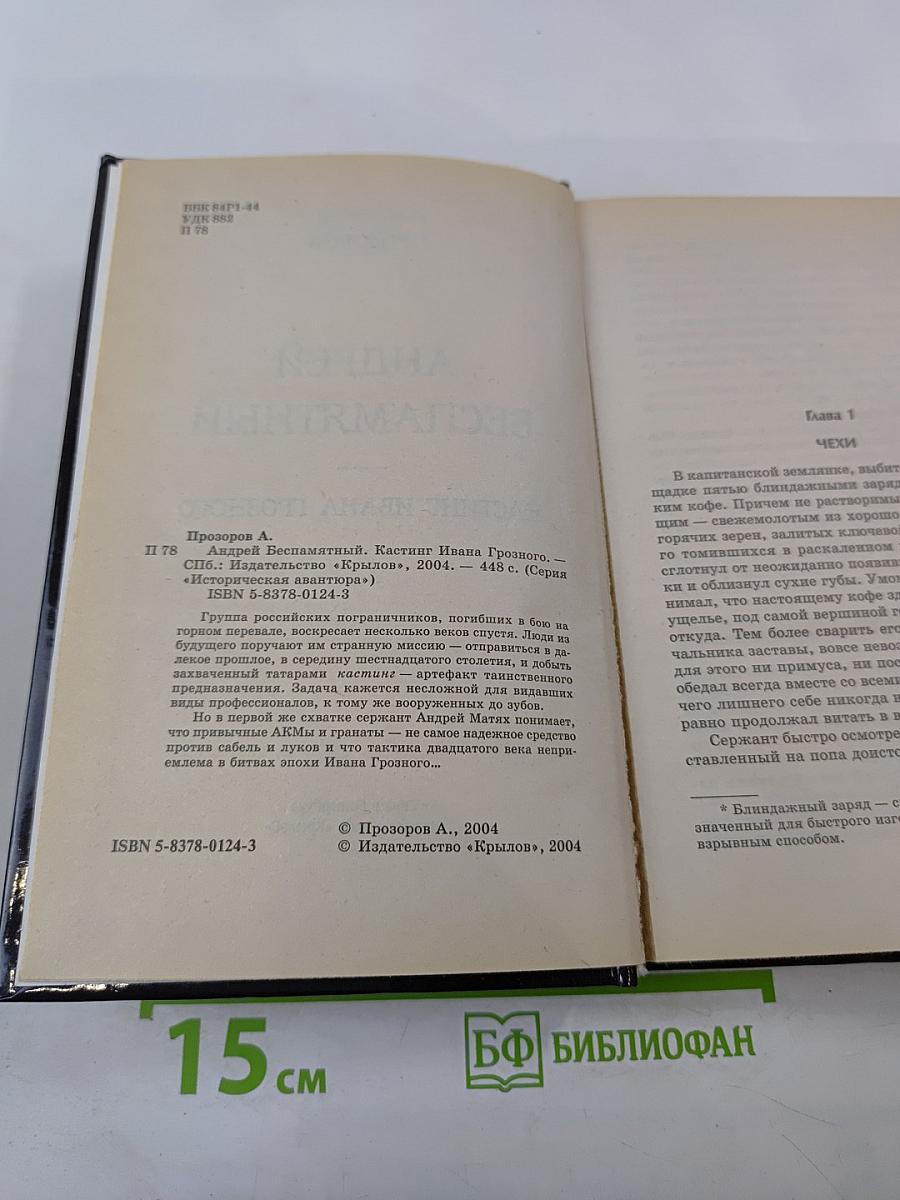 ББК 84Р1-44
УДК 882
П 78
Прозоров А.
П 78 Андрей Беспамятный. Кастинг Ивана Грозного. —
СПб.: Издательство «Крылов», 2004. — 448 с. (Серия
«Историческая авантюра»)
ISBN 5-8378-0124-3
Группа российских пограничников, погибших в бою на
горном перевале, воскресает несколько веков спустя. Люди из
будущего поручают им странную миссию — отправиться в да-
лекое прошлое, в середину шестнадцатого столетия, и добыть
захваченный татарами кастинг — артефакт таинственного
предназначения. Задача кажется несложной для видавших
виды профессионалов, к тому же вооруженных до зубов.
Но в первой же схватке сержант Андрей Матях понимает,
что привычные АКМы и гранаты — не самое надежное средство
против сабель и луков и что тактика двадцатого века непри-
емлема в битвах эпохи Ивана Грозного...
© Прозоров А., 2004
ISBN 5-8378-0124-3 © Издательство «Крылов», 2004
Глава 1
ЧЕХИ
В капитанской землянке, выбит
щадке пятью блиндажными заряд
ким кофе. Причем не растворимы
щим — свежемолотым из хорошо
горячих зерен, залитых ключевой
го томившихся в раскаленном
сглотнул от неожиданно появив
ки и облизнул сухие губы. Умом
нимал, что настоящему кофе зд
ущелье, под самой вершиной г
откуда. Тем более сварить его
чальника заставы, вовсе невоз
для этого ни примуса, ни пос
обедал всегда вместе со всем
чего лишнего себе никогда н
равно продолжал витать в в
Сержант быстро осмотре
ставленный на попа доисто
* Блиндажный заряд — с
значенный для быстрого изго
взрывным способом.
15 см
БФ БИБЛИОФАН